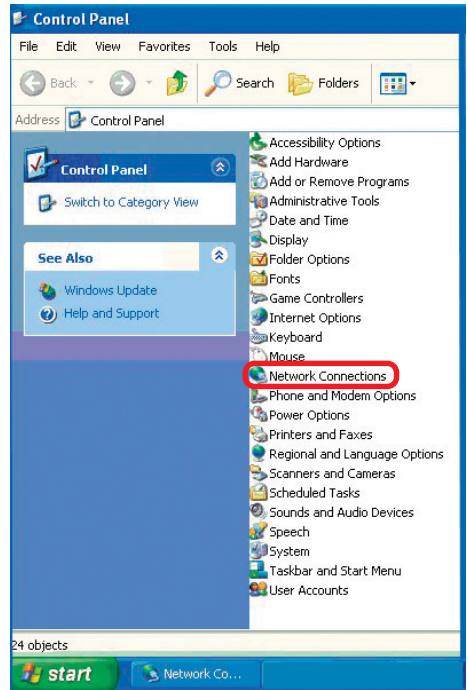 Control Panel
File Edit View Favorites Tools Help
Back Search Folders
Address Control Panel
Control Panel
Switch to Category View
See Also
Windows Update
Help and Support
Accessibility Options
Add Hardware
Add or Remove Programs
Administrative Tools
Date and Time
Display
Folder Options
Fonts
Game Controllers
Internet Options
Keyboard
Mouse
Network Connections
Phone and Modem Options
Power Options
Printers and Faxes
Regional and Language Options
Scanners and Cameras
Scheduled Tasks
Sounds and Audio Devices
Speech
System
Taskbar and Start Menu
User Accounts
24 objects
start Network Co...